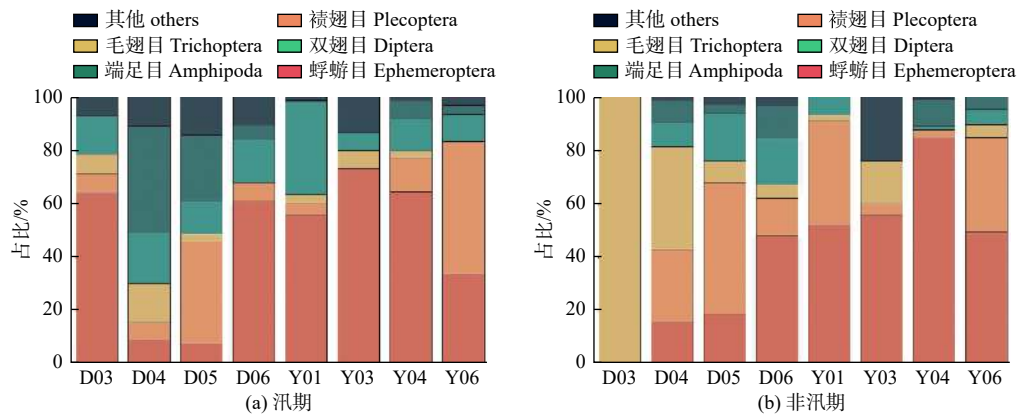 其他 others 襀翅目 Plecoptera
毛翅目 Trichoptera 双翅目 Diptera
端足目 Amphipoda 蜉蝣目 Ephemeroptera
100
80
60
40
20
0
占比/%
D03 D04 D05 D06 Y01 Y03 Y04 Y06
(a) 汛期
其他 others 襀翅目 Plecoptera
毛翅目 Trichoptera 双翅目 Diptera
端足目 Amphipoda 蜉蝣目 Ephemeroptera
100
80
60
40
20
0
占比/%
D03 D04 D05 D06 Y01 Y03 Y04 Y06
(b) 非汛期